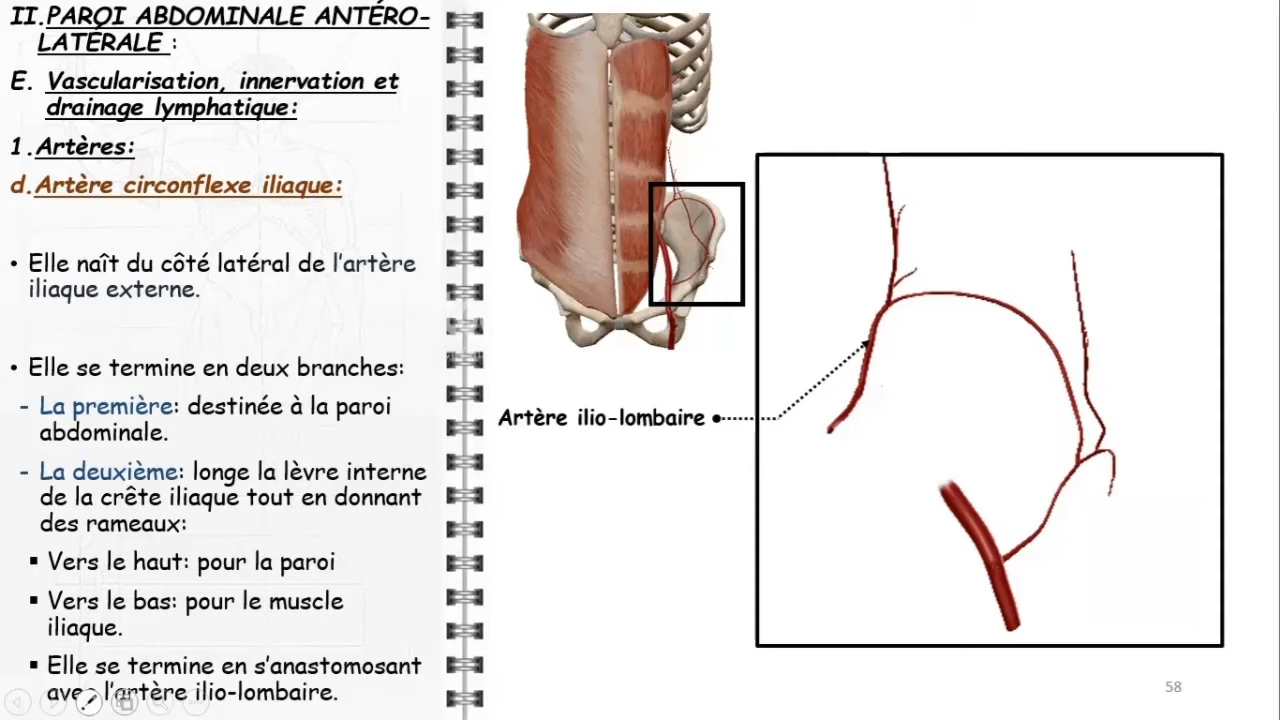 II.PAROI ABDOMINALE ANTÉRO-
LATÉRALE :
E. Vascularisation, innervation et
drainage lymphatique:
1.Artères:
d.Artère circonflexe iliaque:
• Elle naît du côté latéral de l'artère
iliaque externe.
• Elle se termine en deux branches:
- La première: destinée à la paroi
abdominale.
- La deuxième: longe la lèvre interne
de la crête iliaque tout en donnant
des rameaux:
▪ Vers le haut: pour la paroi
▪ Vers le bas: pour le muscle
iliaque.
▪ Elle se termine en s'anastomosant
avec l'artère ilio-lombaire.
Artère ilio-lombaire
58